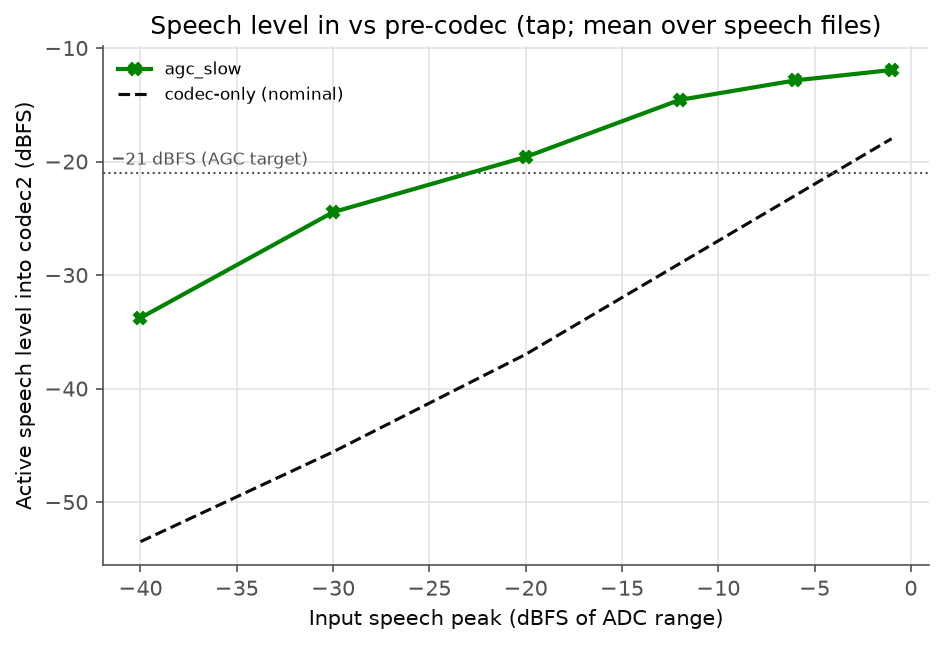 Speech level in vs pre-codec (tap; mean over speech files)
agc_slow
codec-only (nominal)
−21 dBFS (AGC target)
Active speech level into codec2 (dBFS)
−10
−20
−30
−40
−50
−40 −35 −30 −25 −20 −15 −10 −5 0
Input speech peak (dBFS of ADC range)